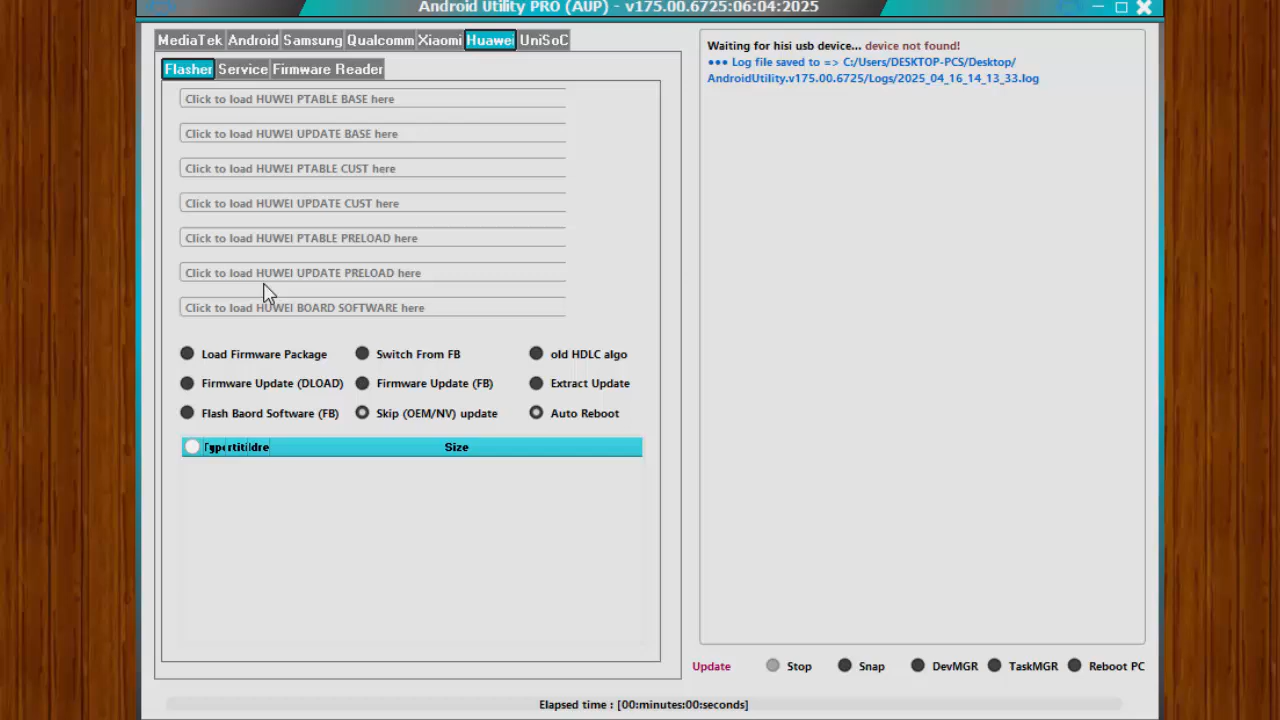 Android Utility PRO (AUP) - v175.00.6725:06:04:2025
MediaTek Android Samsung Qualcomm Xiaomi Huawei UniSoC
Flasher Service Firmware Reader
Click to load HUWEI PTABLE BASE here
Click to load HUWEI UPDATE BASE here
Click to load HUWEI PTABLE CUST here
Click to load HUWEI UPDATE CUST here
Click to load HUWEI PTABLE PRELOAD here
Click to load HUWEI UPDATE PRELOAD here
Click to load HUWEI BOARD SOFTWARE here
Load Firmware Package Switch From FB old HDLC algo
Firmware Update (DLOAD) Firmware Update (FB) Extract Update
Flash Baord Software (FB) Skip (OEM/NV) update Auto Reboot
Size
Waiting for hisi usb device... device not found!
••• Log file saved to => C:/Users/DESKTOP-PCS/Desktop/
AndroidUtility.v175.00.6725/Logs/2025_04_16_14_13_33.log
Update Stop Snap DevMGR TaskMGR Reboot PC
Elapsed time : [00:minutes:00:seconds]